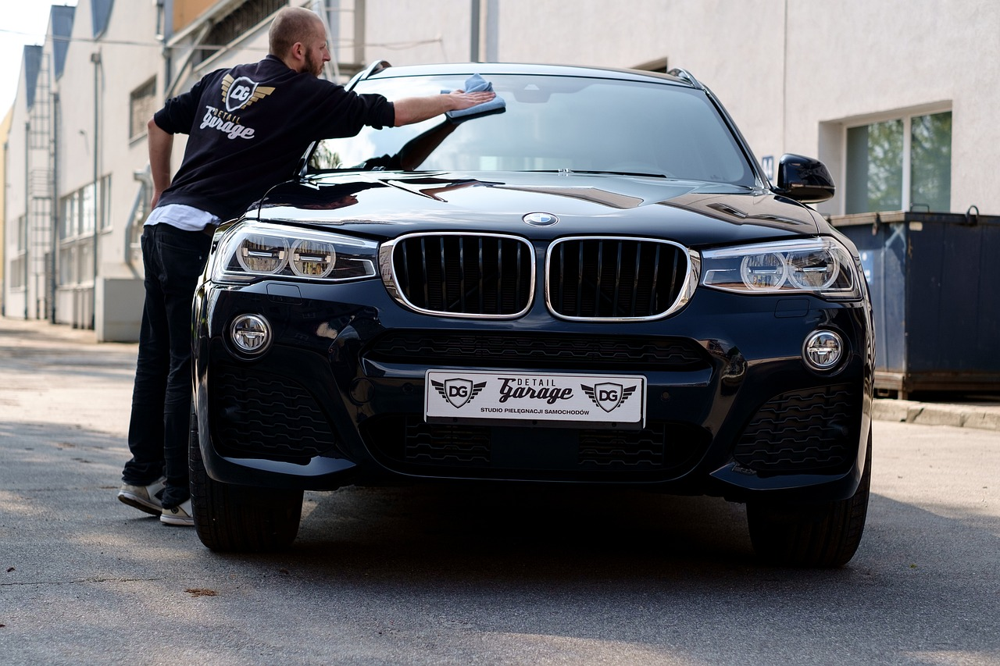 DG
DETAIL
Garage
DG
DETAIL
Garage
DG
STUDIO PIELĘGNACJI SAMOCHODÓW